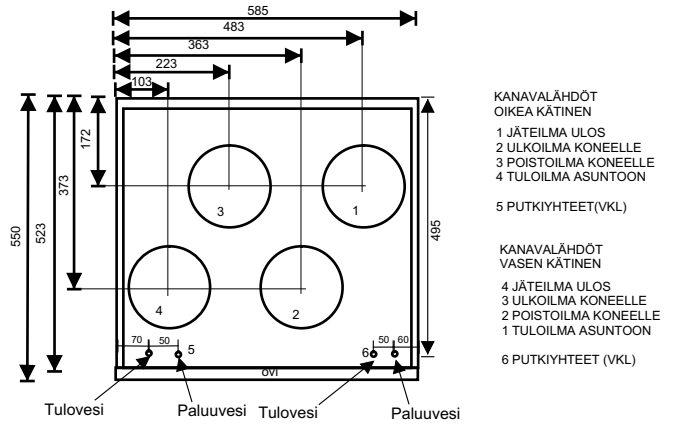 585
483
363
223
103
172
373
523
550
495
3
1
4
2
70
50
5
6
50
60
OVI
Tulovesi
Paluuvesi
Tulovesi
Paluuvesi
KANAVALÄHDÖT
OIKEA KÄTINEN
1 JÄTEILMA ULOS
2 ULKOILMA KONEELLE
3 POISTOILMA KONEELLE
4 TULOILMA ASUNTOON
5 PUTKIYHTEET(VKL)
KANAVALÄHDÖT
VASEN KÄTINEN
4 JÄTEILMA ULOS
3 ULKOILMA KONEELLE
2 POISTOILMA KONEELLE
1 TULOILMA ASUNTOON
6 PUTKIYHTEET (VKL)